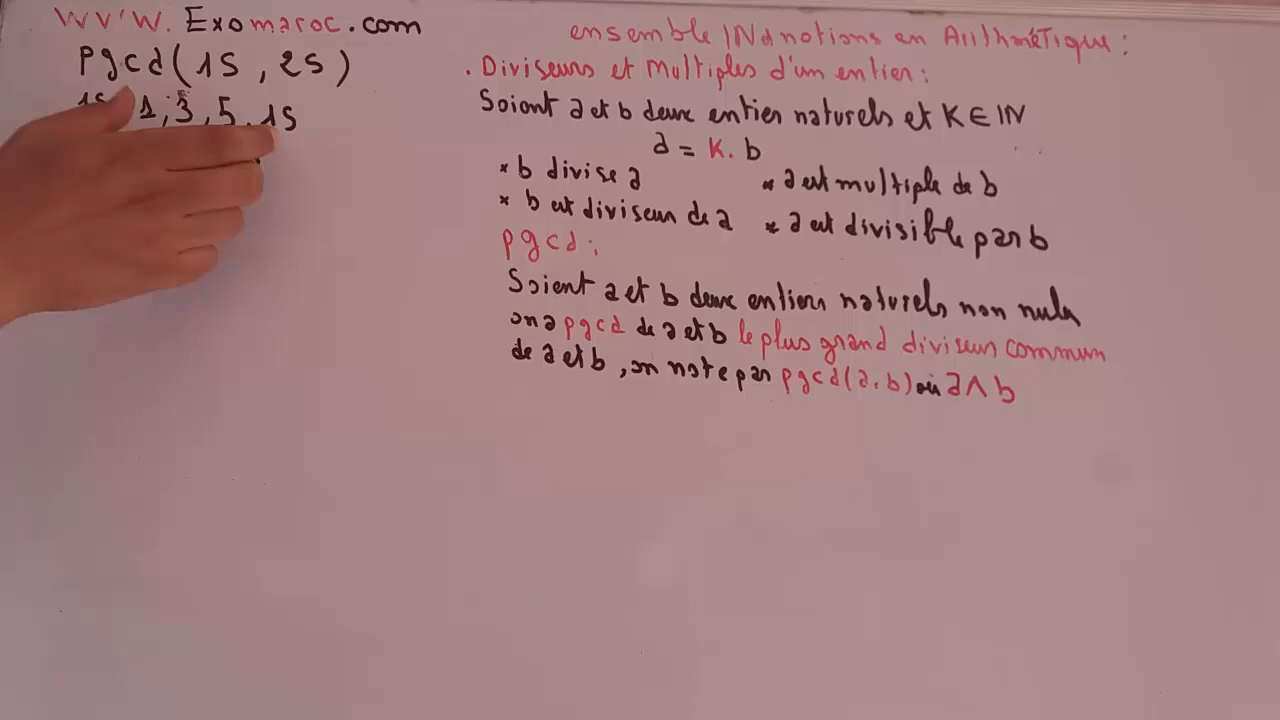 WWW.Exomaroc.com
pgcd(15,25)
15 1,3,5,15
ensemble IN et notions en Arithmétique:
. Diviseurs et Multiples d'un entier:
Soient a et b deux entiers naturels et K∈IN
a = K. b
* b divise a * a est multiple de b
* b est diviseur de a * a est divisible par b
pgcd:
Soient a et b deux entiers naturels non nuls
on a pgcd de a et b le plus grand diviseur commun
de a et b, on note par pgcd(a,b) ou a∧b